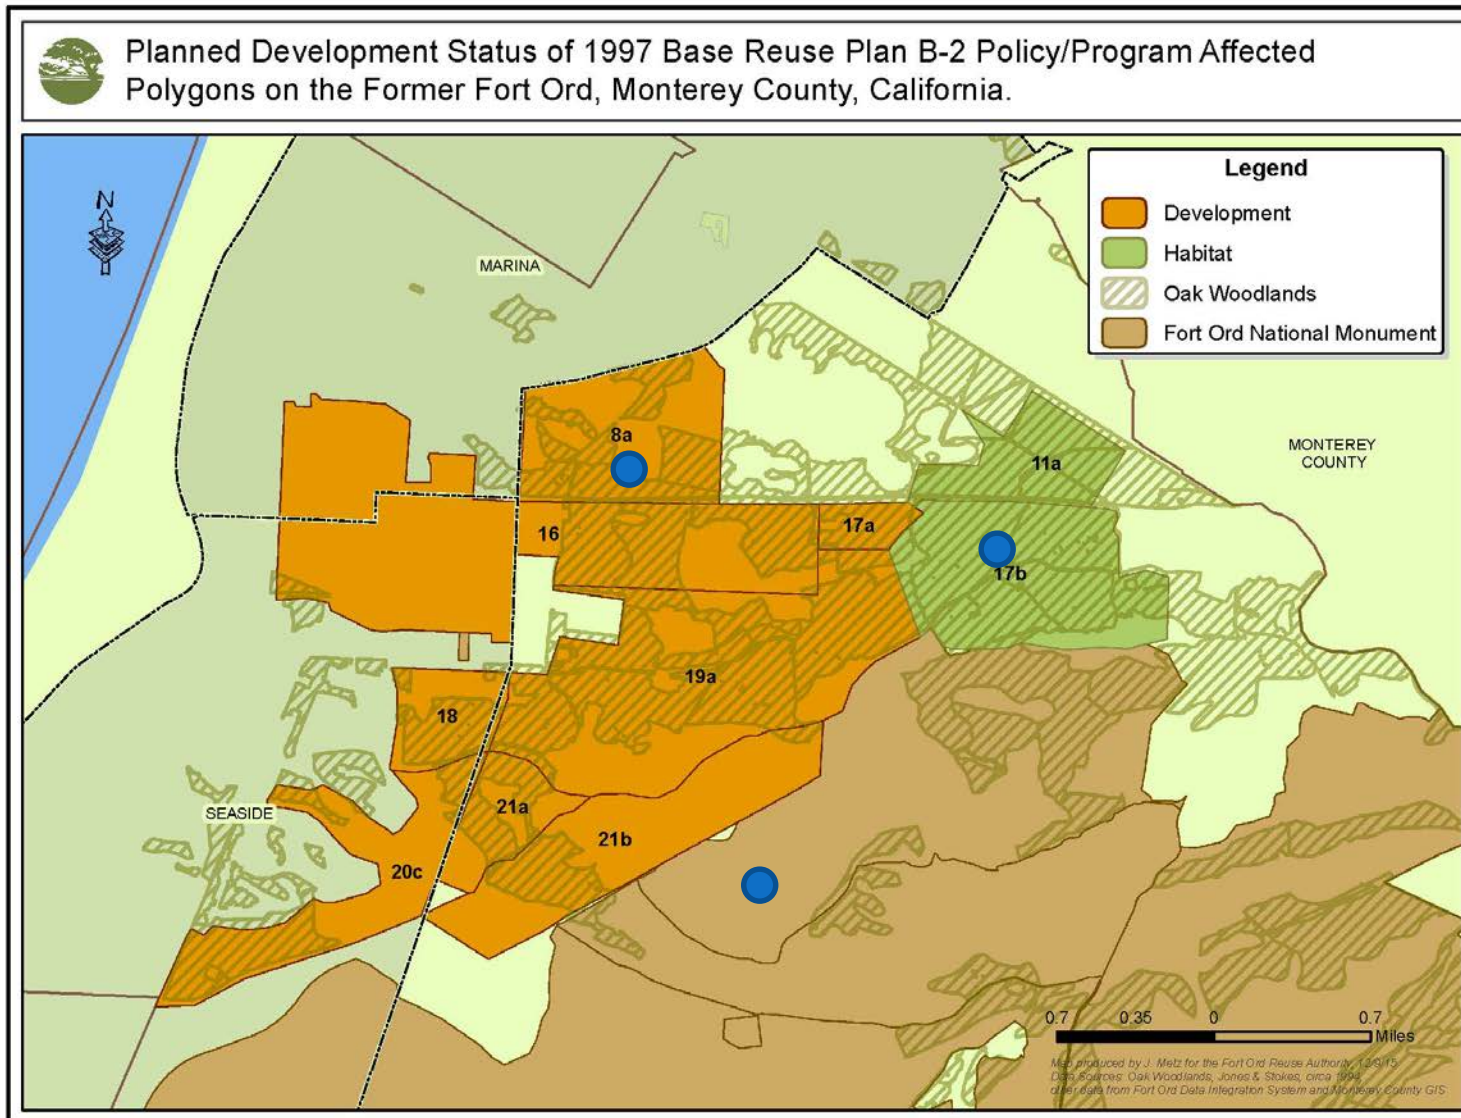 Planned Development Status of 1997 Base Reuse Plan B-2 Policy/Program Affected
Polygons on the Former Fort Ord, Monterey County, California.
N
Legend
Development
Habitat
Oak Woodlands
Fort Ord National Monument
MARINA
MONTEREY
COUNTY
8a
11a
16
17a
17b
19a
18
21a
SEASIDE
21b
20c
0.7 0.35 0 0.7
Miles
Map produced by J. Metz for the Fort Ord Reuse Authority, 12/9/15
Data Sources: Oak Woodlands, Jones & Stokes, circa 1994,
other data from Fort Ord Data Integration System and Monterey County GIS